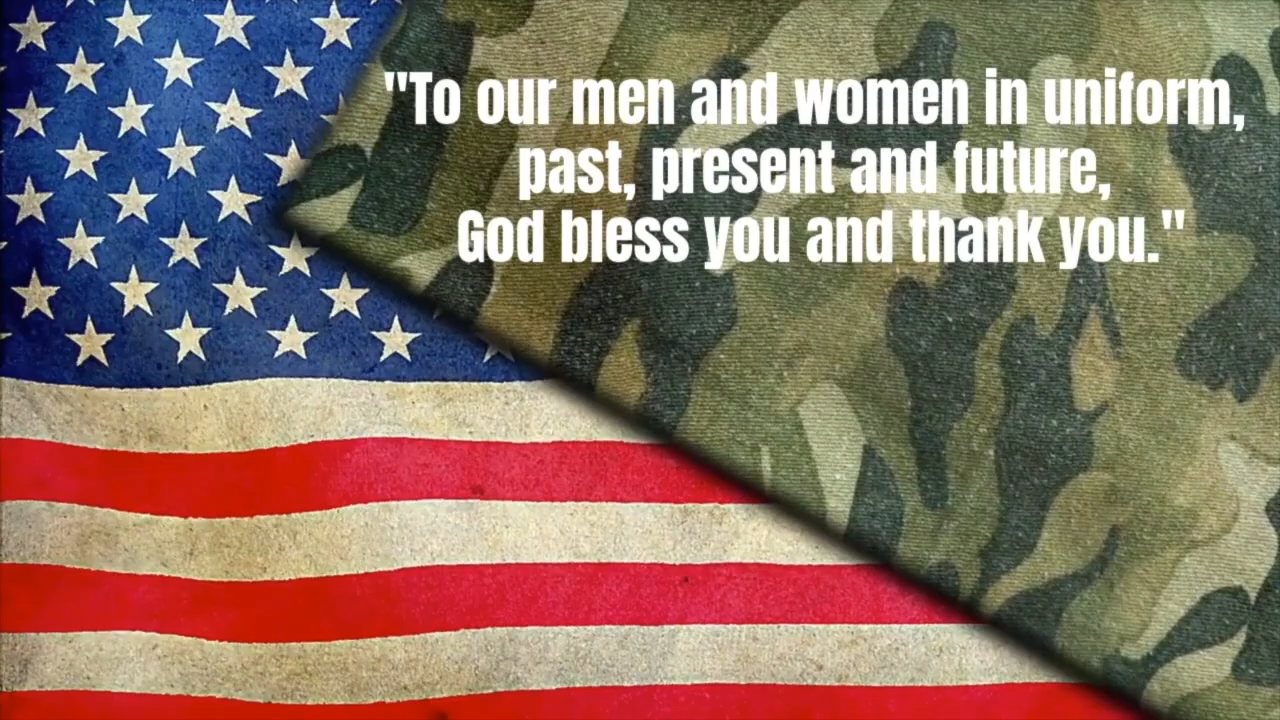 "To our men and women in uniform,
past, present and future,
God bless you and thank you."